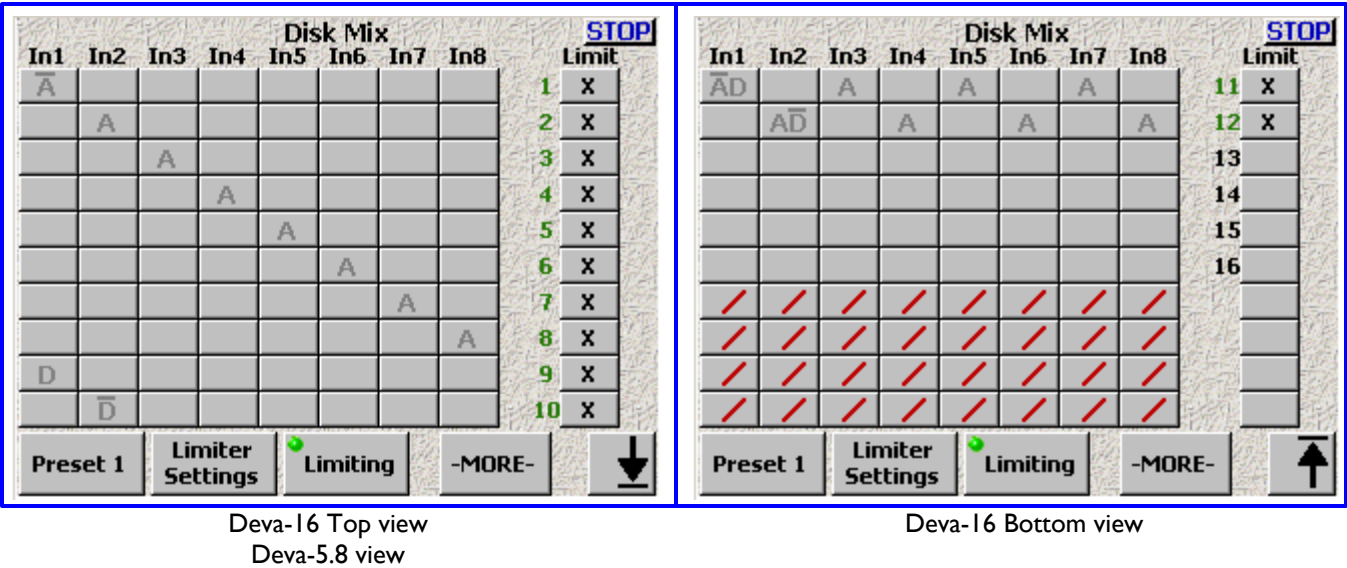 Disk Mix STOP
In1 In2 In3 In4 In5 In6 In7 In8 Limit
A̅ 1 X
A 2 X
A 3 X
A 4 X
A 5 X
A 6 X
A 7 X
A 8 X
D 9 X
D̅ 10 X
Preset 1 Limiter Settings Limiting -MORE-
Deva-16 Top view
Deva-5.8 view
Disk Mix STOP
In1 In2 In3 In4 In5 In6 In7 In8 Limit
A̅D A A A 11 X
AD̅ A A A 12 X
13
14
15
16
Preset 1 Limiter Settings Limiting -MORE-
Deva-16 Bottom view